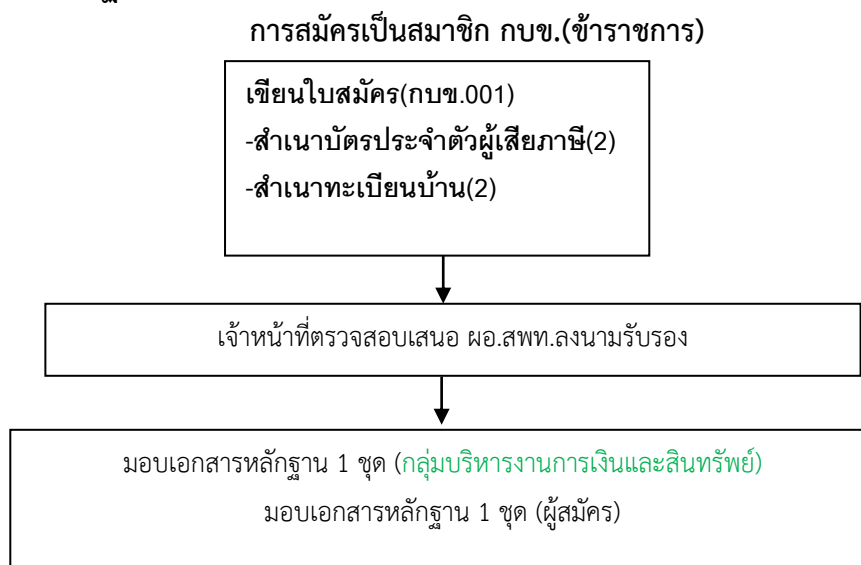 การสมัครเป็นสมาชิก กบข.(ข้าราชการ)
เขียนใบสมัคร(กบข.001)
-สำเนาบัตรประจำตัวผู้เสียภาษี(2)
-สำเนาทะเบียนบ้าน(2)
เจ้าหน้าที่ตรวจสอบเสนอ ผอ.สพท.ลงนามรับรอง
มอบเอกสารหลักฐาน 1 ชุด (กลุ่มบริหารงานการเงินและสินทรัพย์)
มอบเอกสารหลักฐาน 1 ชุด (ผู้สมัคร)